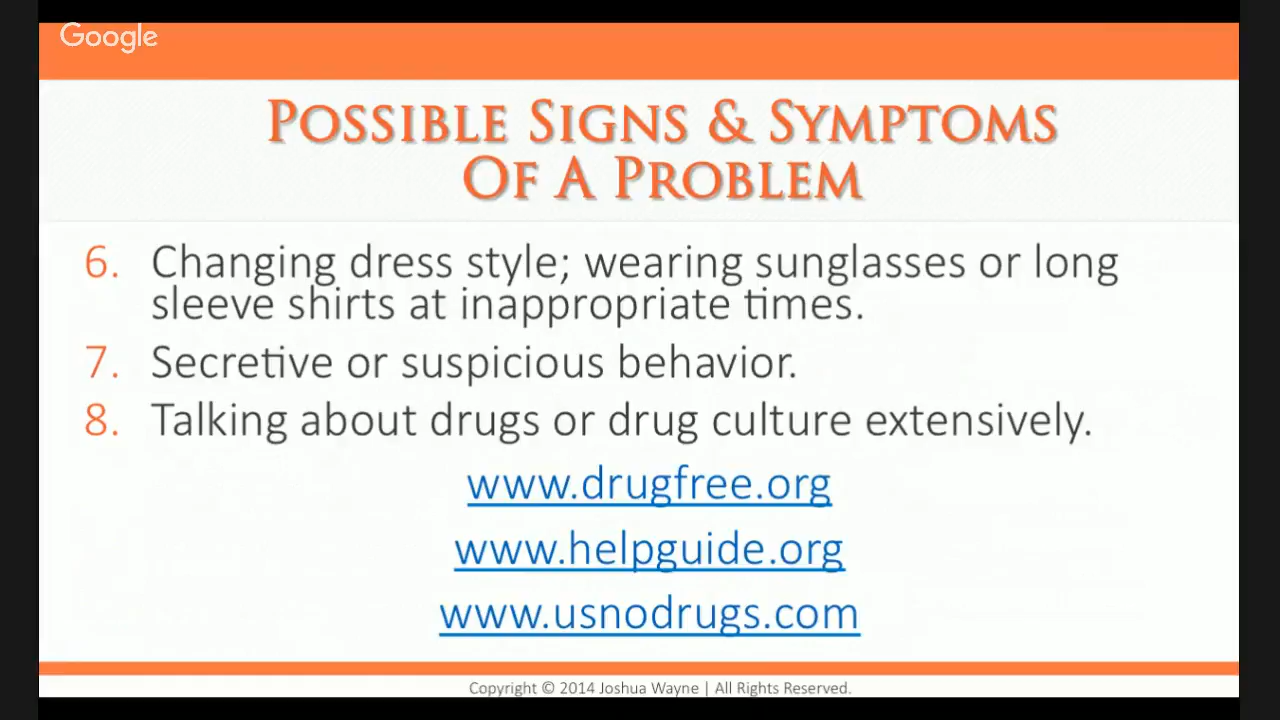 Google
POSSIBLE SIGNS & SYMPTOMS
OF A PROBLEM
6. Changing dress style; wearing sunglasses or long
sleeve shirts at inappropriate times.
7. Secretive or suspicious behavior.
8. Talking about drugs or drug culture extensively.
www.drugfree.org
www.helpguide.org
www.usnodrugs.com
Copyright © 2014 Joshua Wayne | All Rights Reserved.